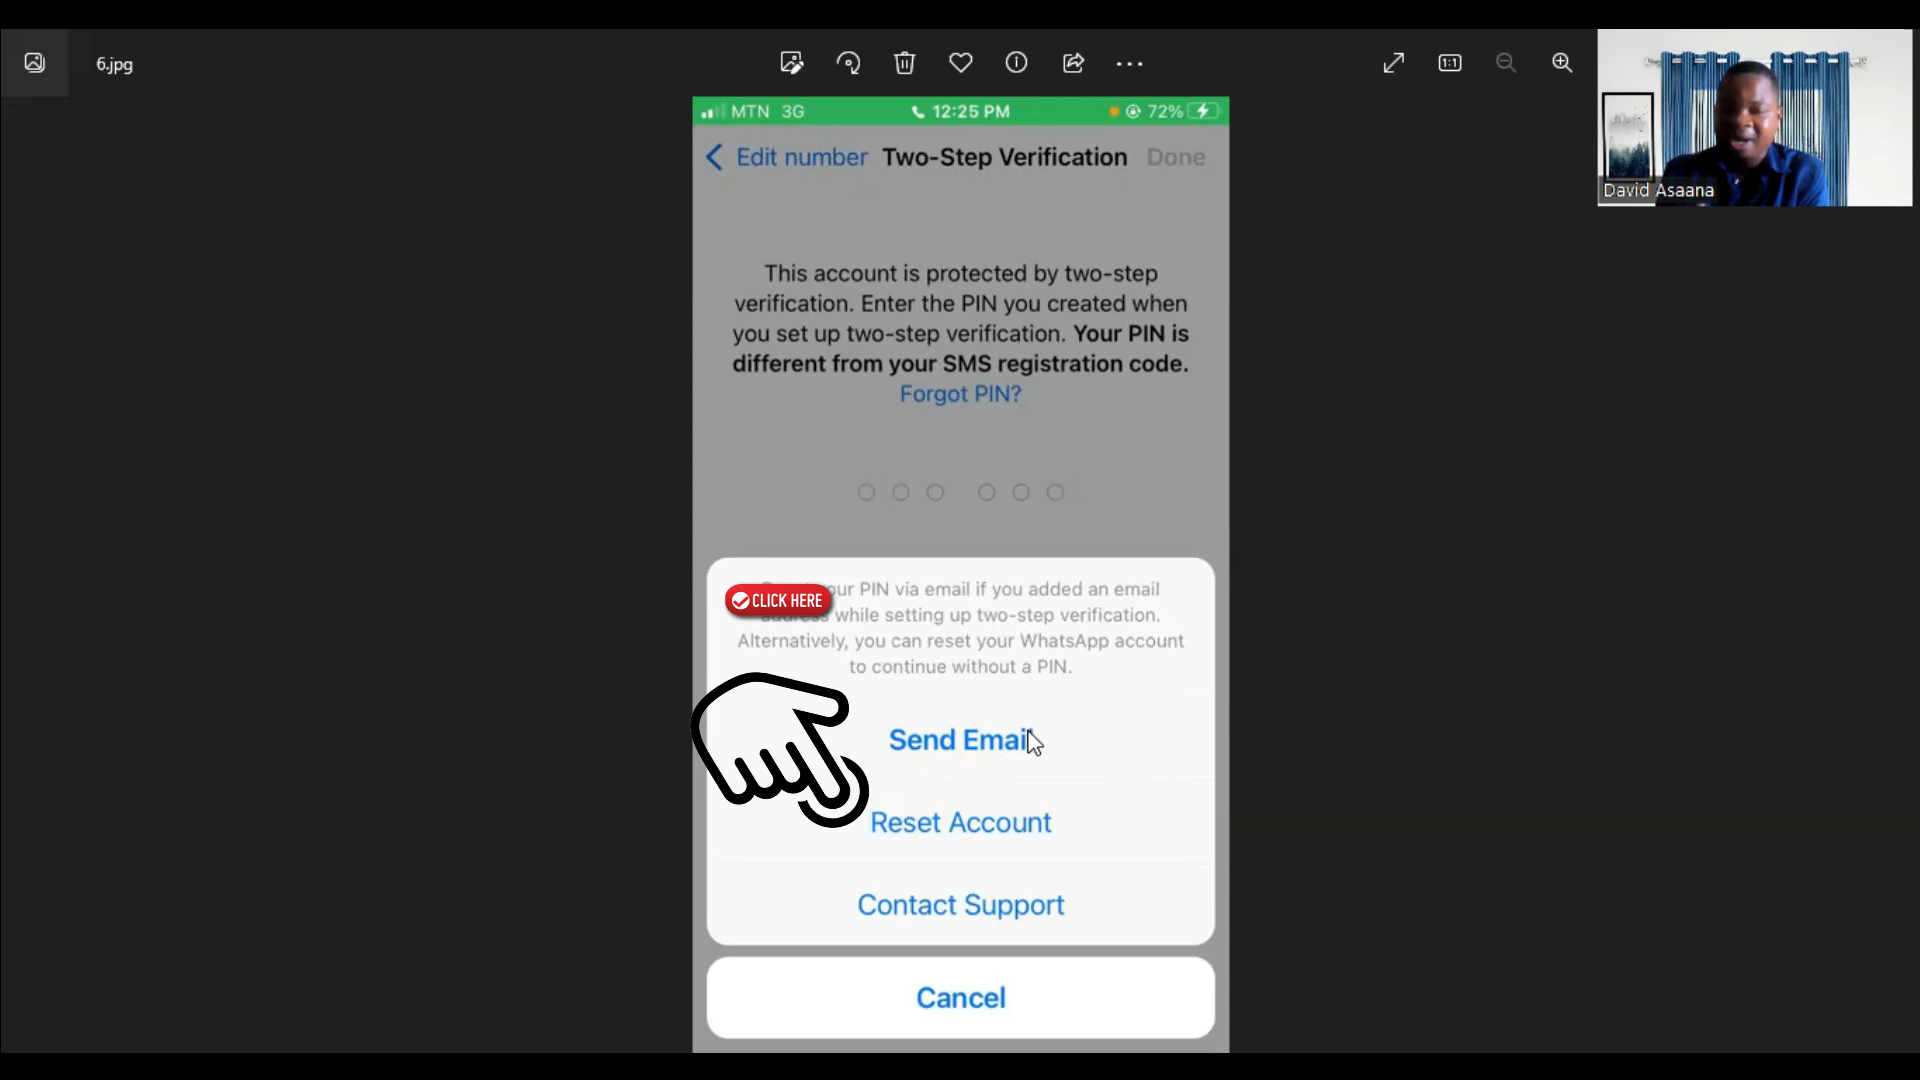 6.jpg
1:1
MTN 3G 12:25 PM 72%
Edit number Two-Step Verification Done
David Asaana
This account is protected by two-step
verification. Enter the PIN you created when
you set up two-step verification. Your PIN is
different from your SMS registration code.
Forgot PIN?
CLICK HERE
PIN via email if you added an email
while setting up two-step verification.
Alternatively, you can reset your WhatsApp account
to continue without a PIN.
Send Email
Reset Account
Contact Support
Cancel